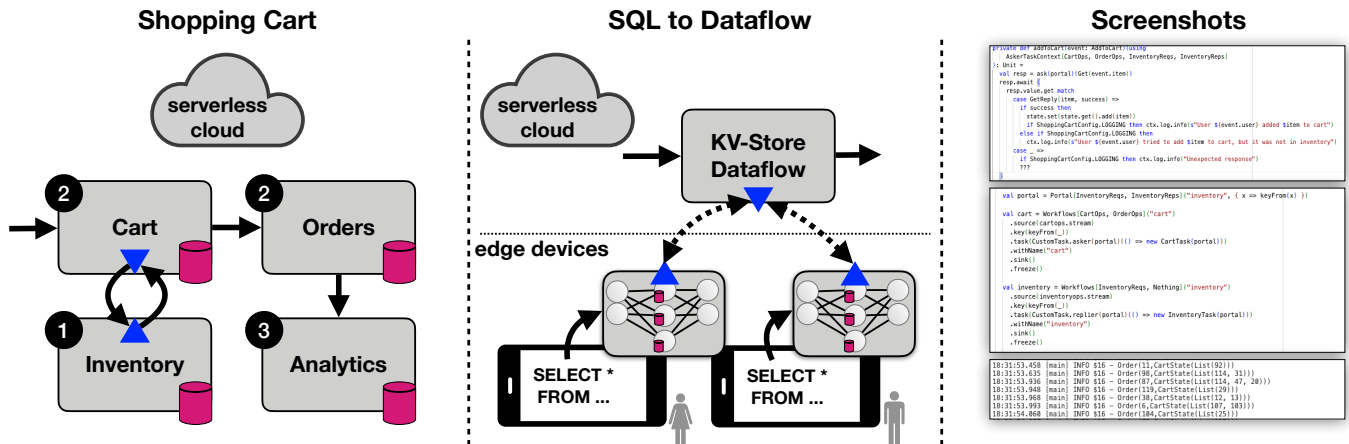 Shopping Cart
serverless
cloud
2
Cart
2
Orders
1
Inventory
3
Analytics
SQL to Dataflow
serverless
cloud
KV-Store
Dataflow
edge devices
SELECT *
FROM ...
SELECT *
FROM ...
Screenshots
private def addToCart(event: AddToCart)(using
AskerTaskContext[CartOps, OrderOps, InventoryReqs, InventoryReps]
): Unit =
val resp = ask(portal)(Get(event.item))
resp.await {
resp.value.get match
case GetReply(item, success) =>
if success then
state.set(state.get().add(item))
if ShoppingCartConfig.LOGGING then ctx.log.info(s"User ${event.user} added $item to cart")
else if ShoppingCartConfig.LOGGING then
ctx.log.info(s"User ${event.user} tried to add $item to cart, but it was not in inventory")
case _ =>
if ShoppingCartConfig.LOGGING then ctx.log.info("Unexpected response")
???
}
val portal = Portal[InventoryReqs, InventoryReps]("inventory", { x => keyFrom(x) })
val cart = Workflows[CartOps, OrderOps]("cart")
.source(cartops.stream)
.key(keyFrom(_))
.task(CustomTask.asker(portal)(() => new CartTask(portal)))
.withName("cart")
.sink()
.freeze()
val inventory = Workflows[InventoryReqs, Nothing]("inventory")
.source(inventoryops.stream)
.key(keyFrom(_))
.task(CustomTask.replier(portal)(() => new InventoryTask(portal)))
.withName("inventory")
.sink()
.freeze()
18:31:53.458 [main] INFO $16 - Order(11,CartState(List(92)))
18:31:53.635 [main] INFO $16 - Order(98,CartState(List(114, 31)))
18:31:53.936 [main] INFO $16 - Order(87,CartState(List(114, 47, 20)))
18:31:53.948 [main] INFO $16 - Order(119,CartState(List(29)))
18:31:53.968 [main] INFO $16 - Order(38,CartState(List(12, 13)))
18:31:53.993 [main] INFO $16 - Order(6,CartState(List(107, 103)))
18:31:54.060 [main] INFO $16 - Order(104,CartState(List(25)))